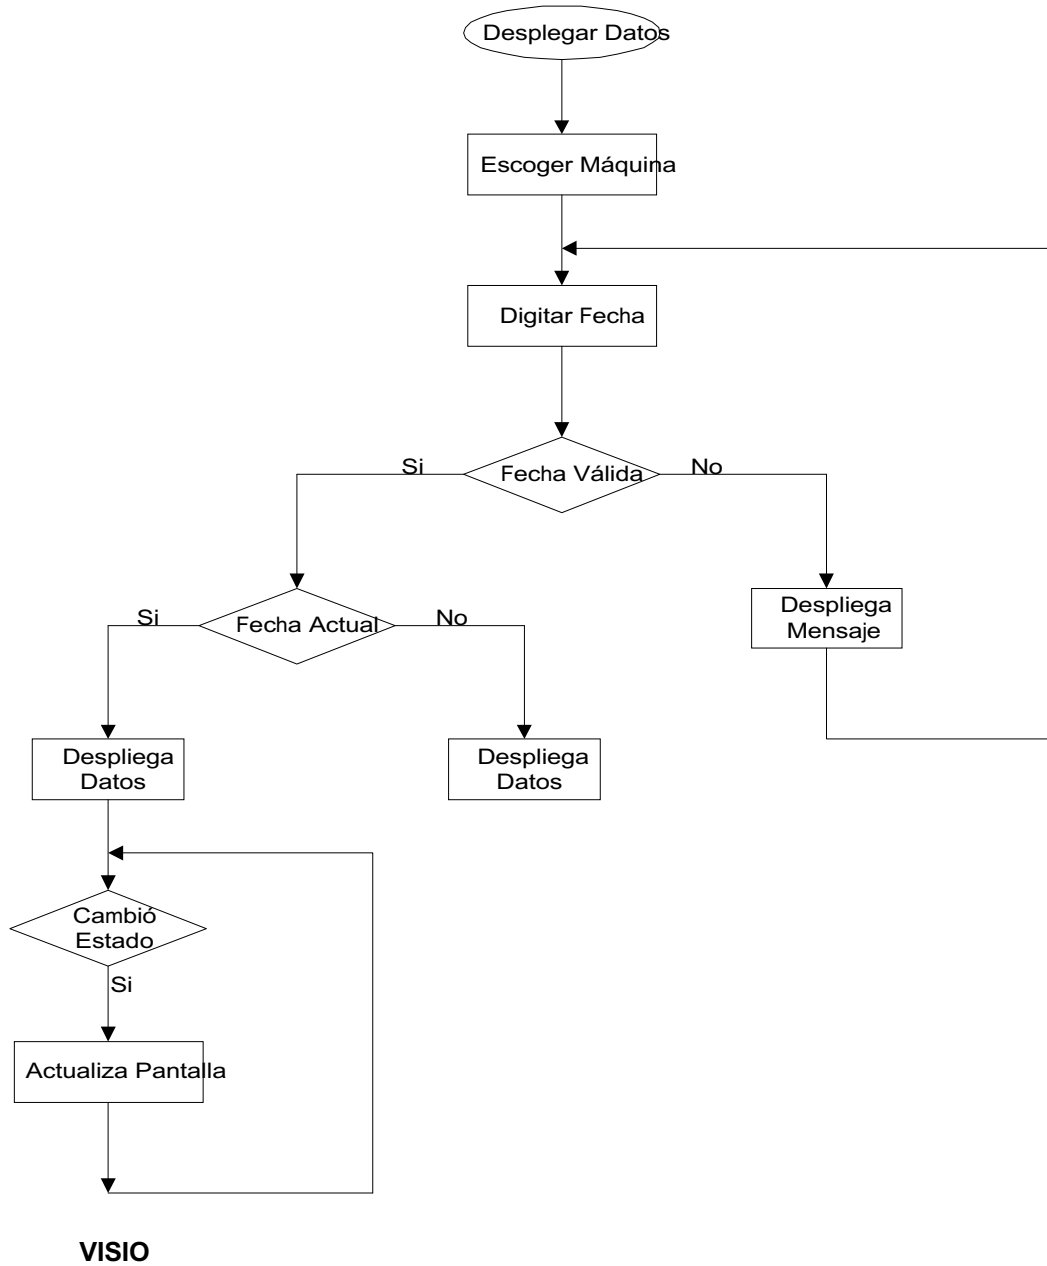 Desplegar Datos
Escoger Máquina
Digitar Fecha
Si
Fecha Válida
No
Si
Fecha Actual
No
Despliega
Mensaje
Despliega
Datos
Despliega
Datos
Cambió
Estado
Si
Actualiza Pantalla
VISIO